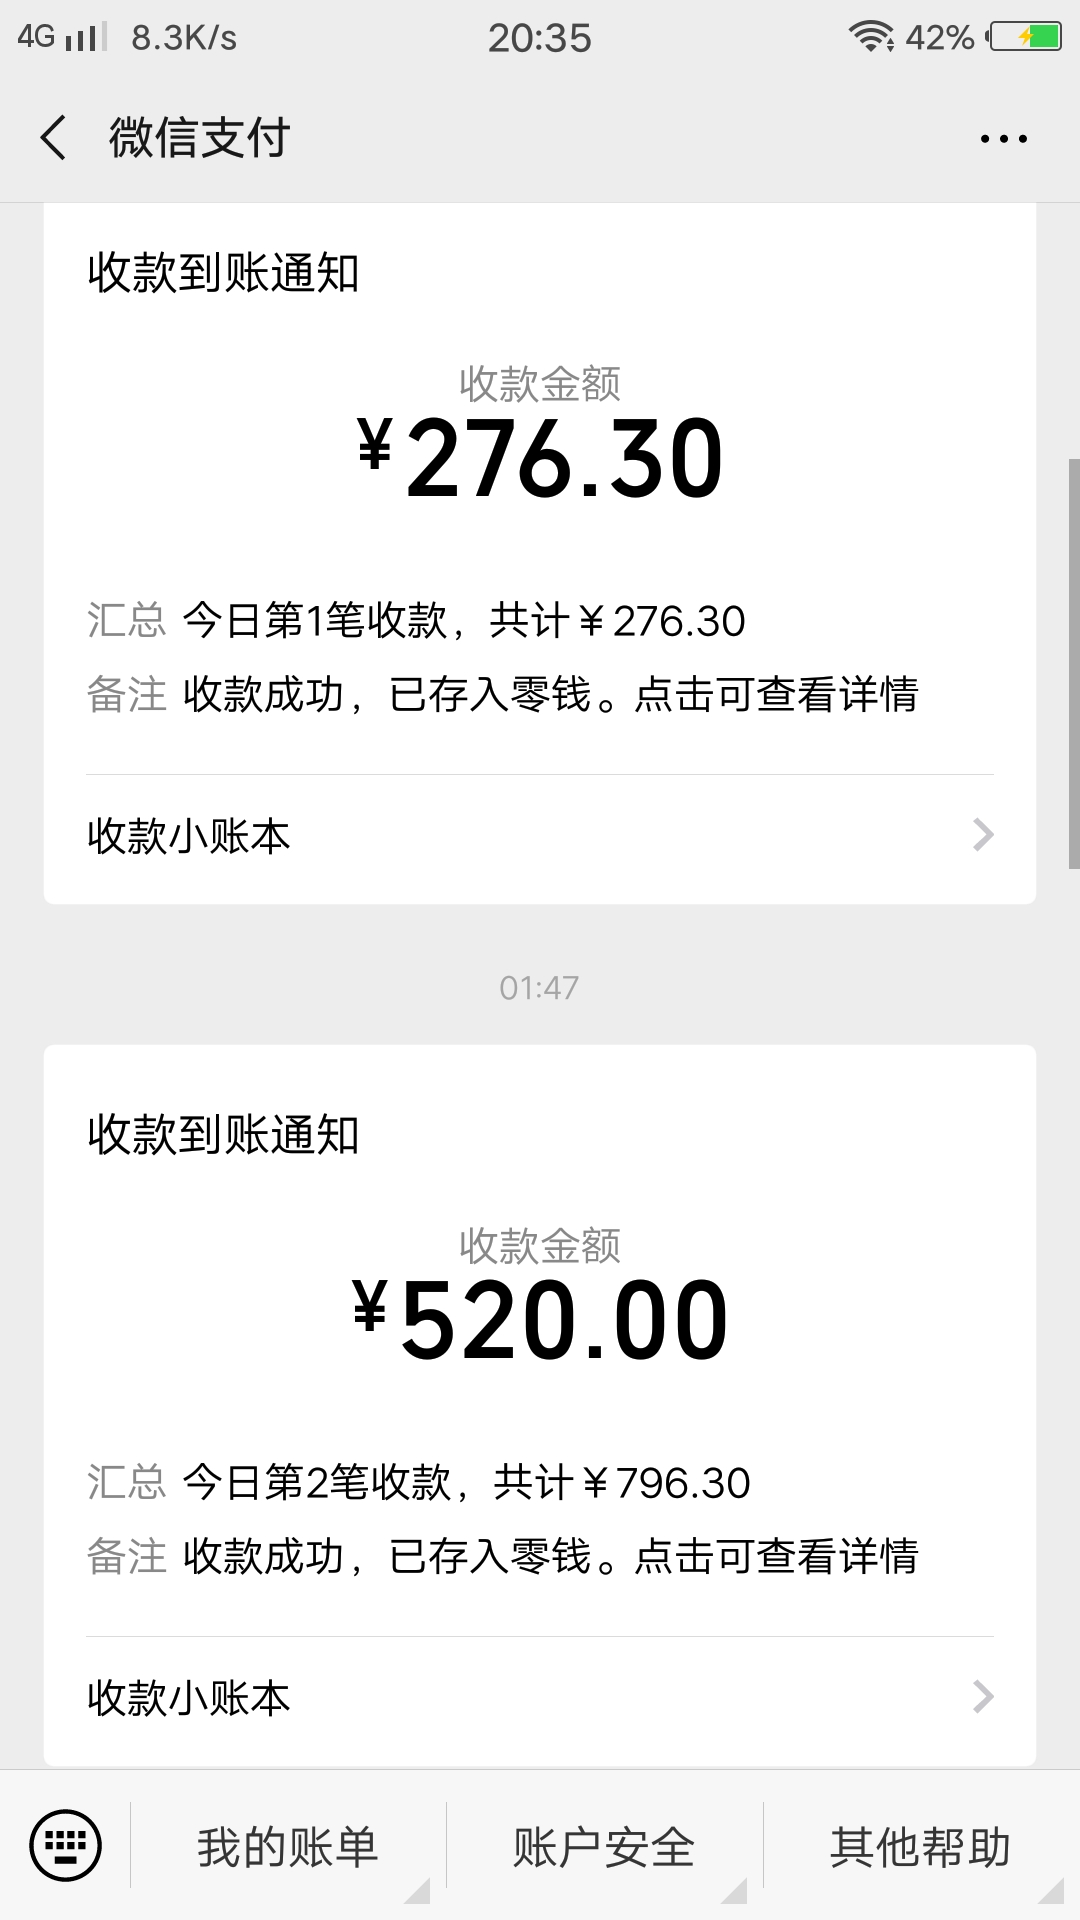 4G 8.3K/s 20:35 42%
微信支付
收款到账通知
收款金额
¥276.30
汇总 今日第1笔收款，共计￥276.30
备注 收款成功，已存入零钱。点击可查看详情
收款小账本
01:47
收款到账通知
收款金额
¥520.00
汇总 今日第2笔收款，共计￥796.30
备注 收款成功，已存入零钱。点击可查看详情
收款小账本
我的账单 账户安全 其他帮助